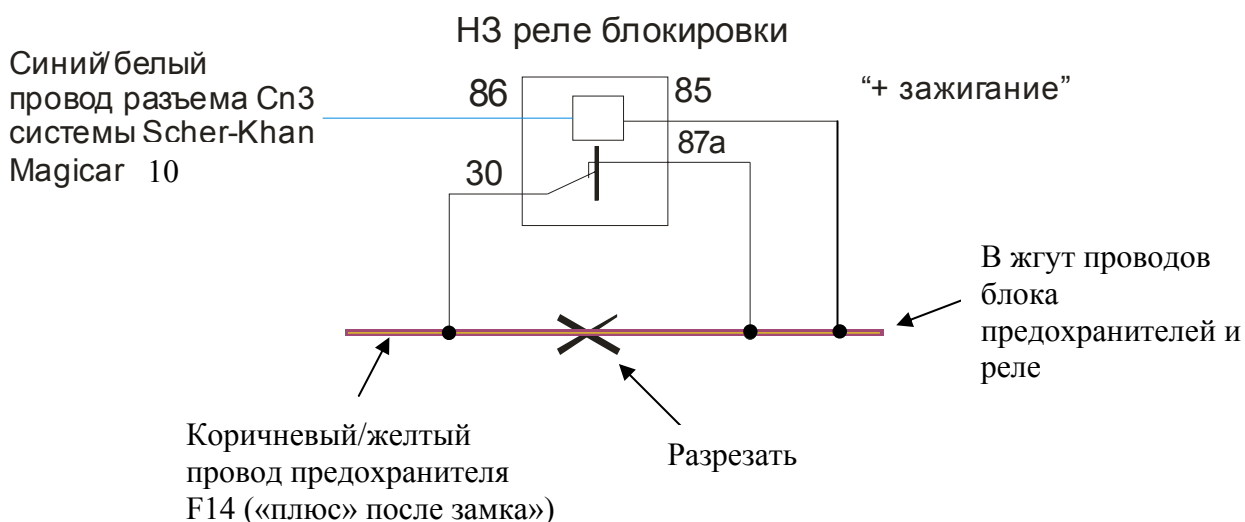 НЗ реле блокировки
Синий/белый
провод разъема Cn3
системы Scher-Khan
Magicar 10
86
85
"+ зажигание"
87a
30
В жгут проводов
блока
предохранителей и
реле
Коричневый/желтый
провод предохранителя
F14 («плюс» после замка»)
Разрезать